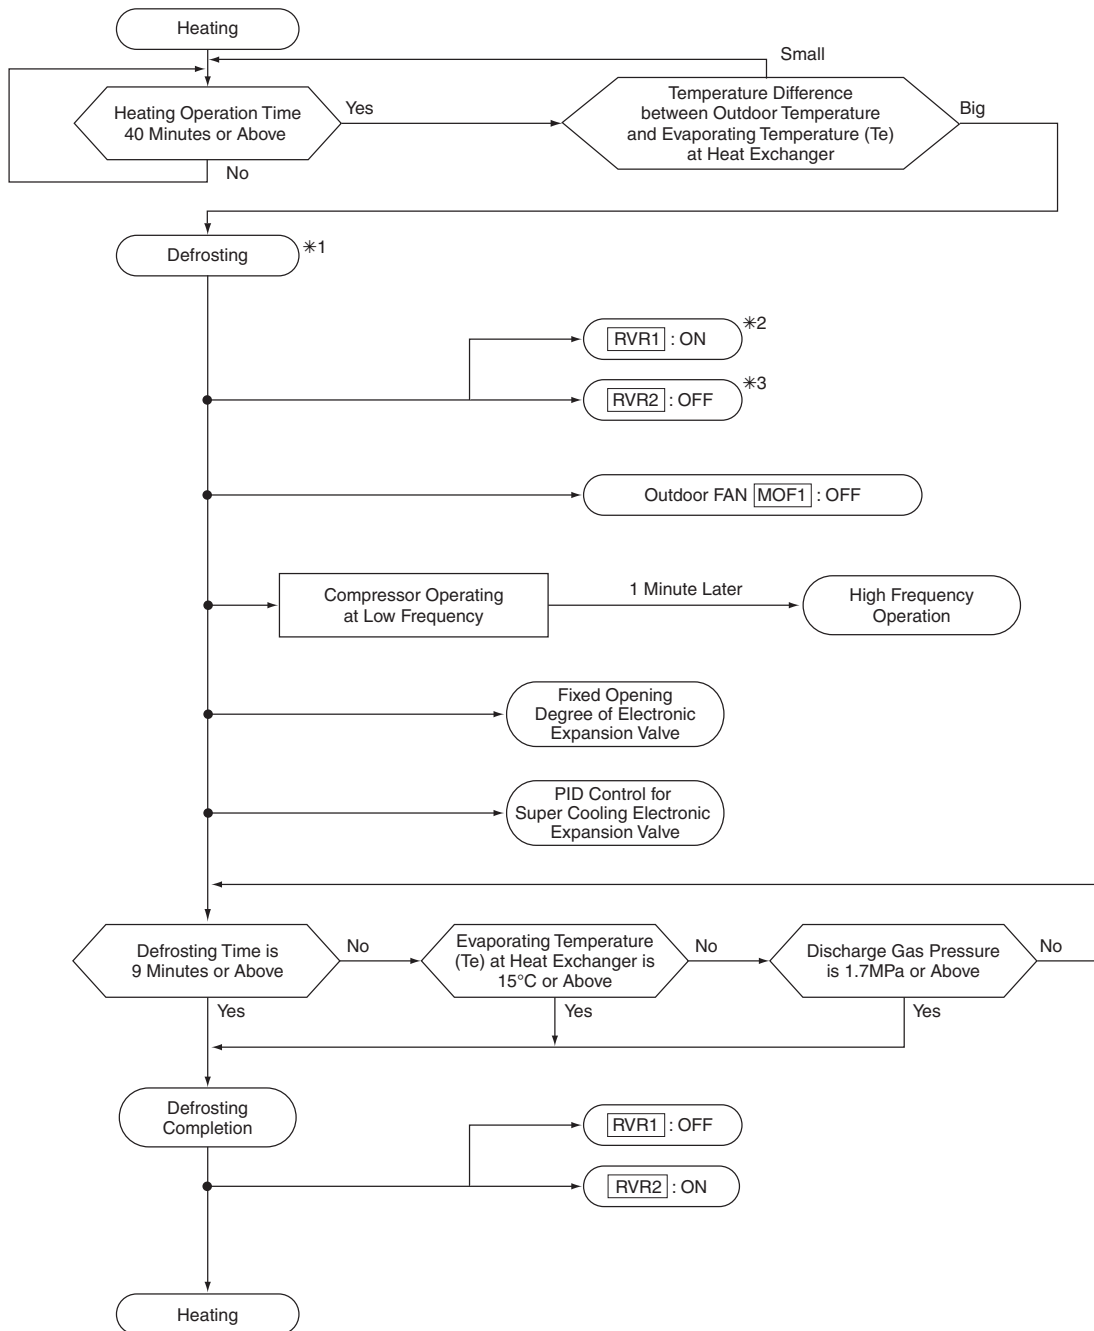 Heating
Small
Heating Operation Time
40 Minutes or Above
Yes
Temperature Difference
between Outdoor Temperature
and Evaporating Temperature (Te)
at Heat Exchanger
Big
No
Defrosting
✳1
RVR1 : ON
✳2
RVR2 : OFF
✳3
Outdoor FAN MOF1 : OFF
Compressor Operating
at Low Frequency
1 Minute Later
High Frequency
Operation
Fixed Opening
Degree of Electronic
Expansion Valve
PID Control for
Super Cooling Electronic
Expansion Valve
Defrosting Time is
9 Minutes or Above
No
Evaporating Temperature
(Te) at Heat Exchanger is
15°C or Above
No
Discharge Gas Pressure
is 1.7MPa or Above
No
Yes
Yes
Yes
Defrosting
Completion
RVR1 : OFF
RVR2 : ON
Heating